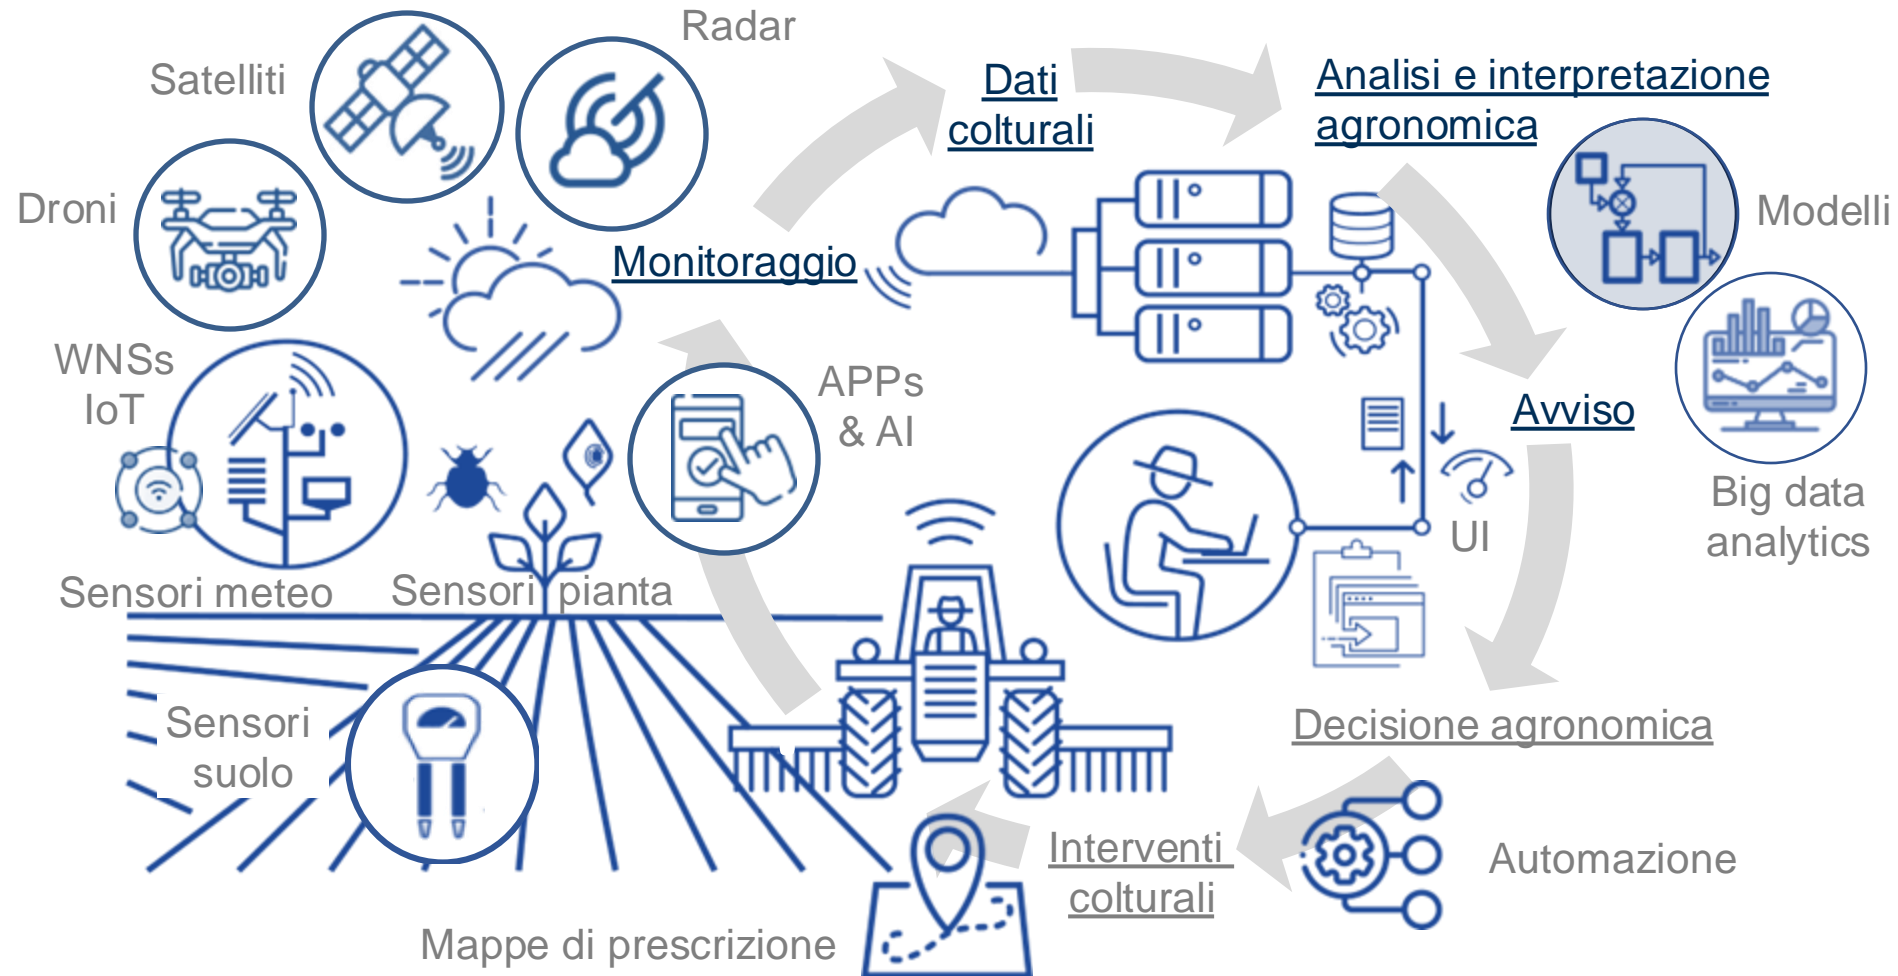 Radar
Satelliti
Dati
colturali
Analisi e interpretazione
agronomica
Droni
Modelli
Monitoraggio
WNSs
IoT
APPs
& AI
Avviso
Big data
analytics
UI
Sensori meteo
Sensori pianta
Sensori
suolo
Decisione agronomica
Interventi
colturali
Automazione
Mappe di prescrizione